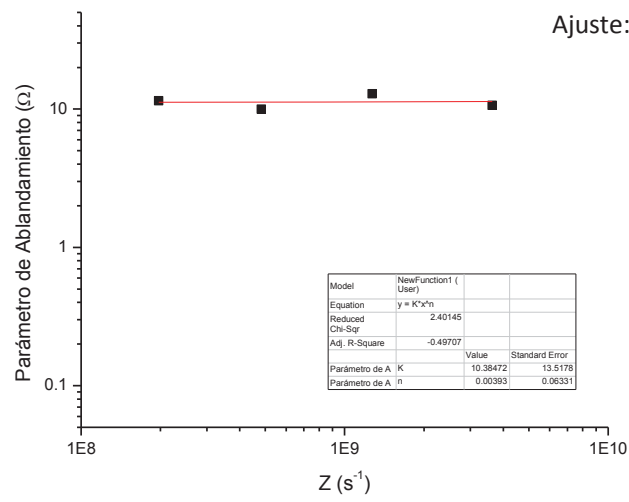 Ajuste:
10
1
0.1
Parámetro de Ablandamiento (Ω)
1E8
1E9
1E10
Z (s⁻¹)
Model NewFunction1 (
User)
Equation y = K*x^n
Reduced
Chi-Sqr 2.40145
Adj. R-Square -0.49707
Value Standard Error
Parámetro de A K 10.38472 13.5178
Parámetro de A n 0.00393 0.06331